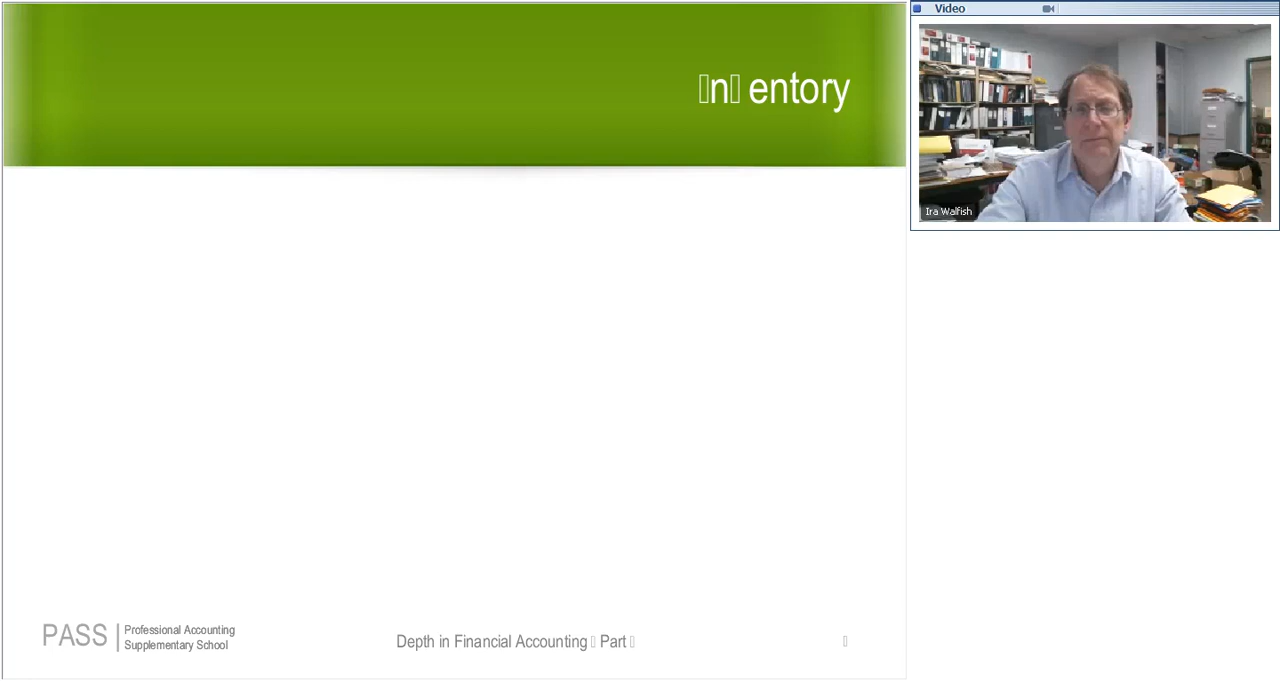 ▯n▯ entory
Video
Ira Walfish
PASS
Professional Accounting
Supplementary School
Depth in Financial Accounting ▯ Part ▯
▯